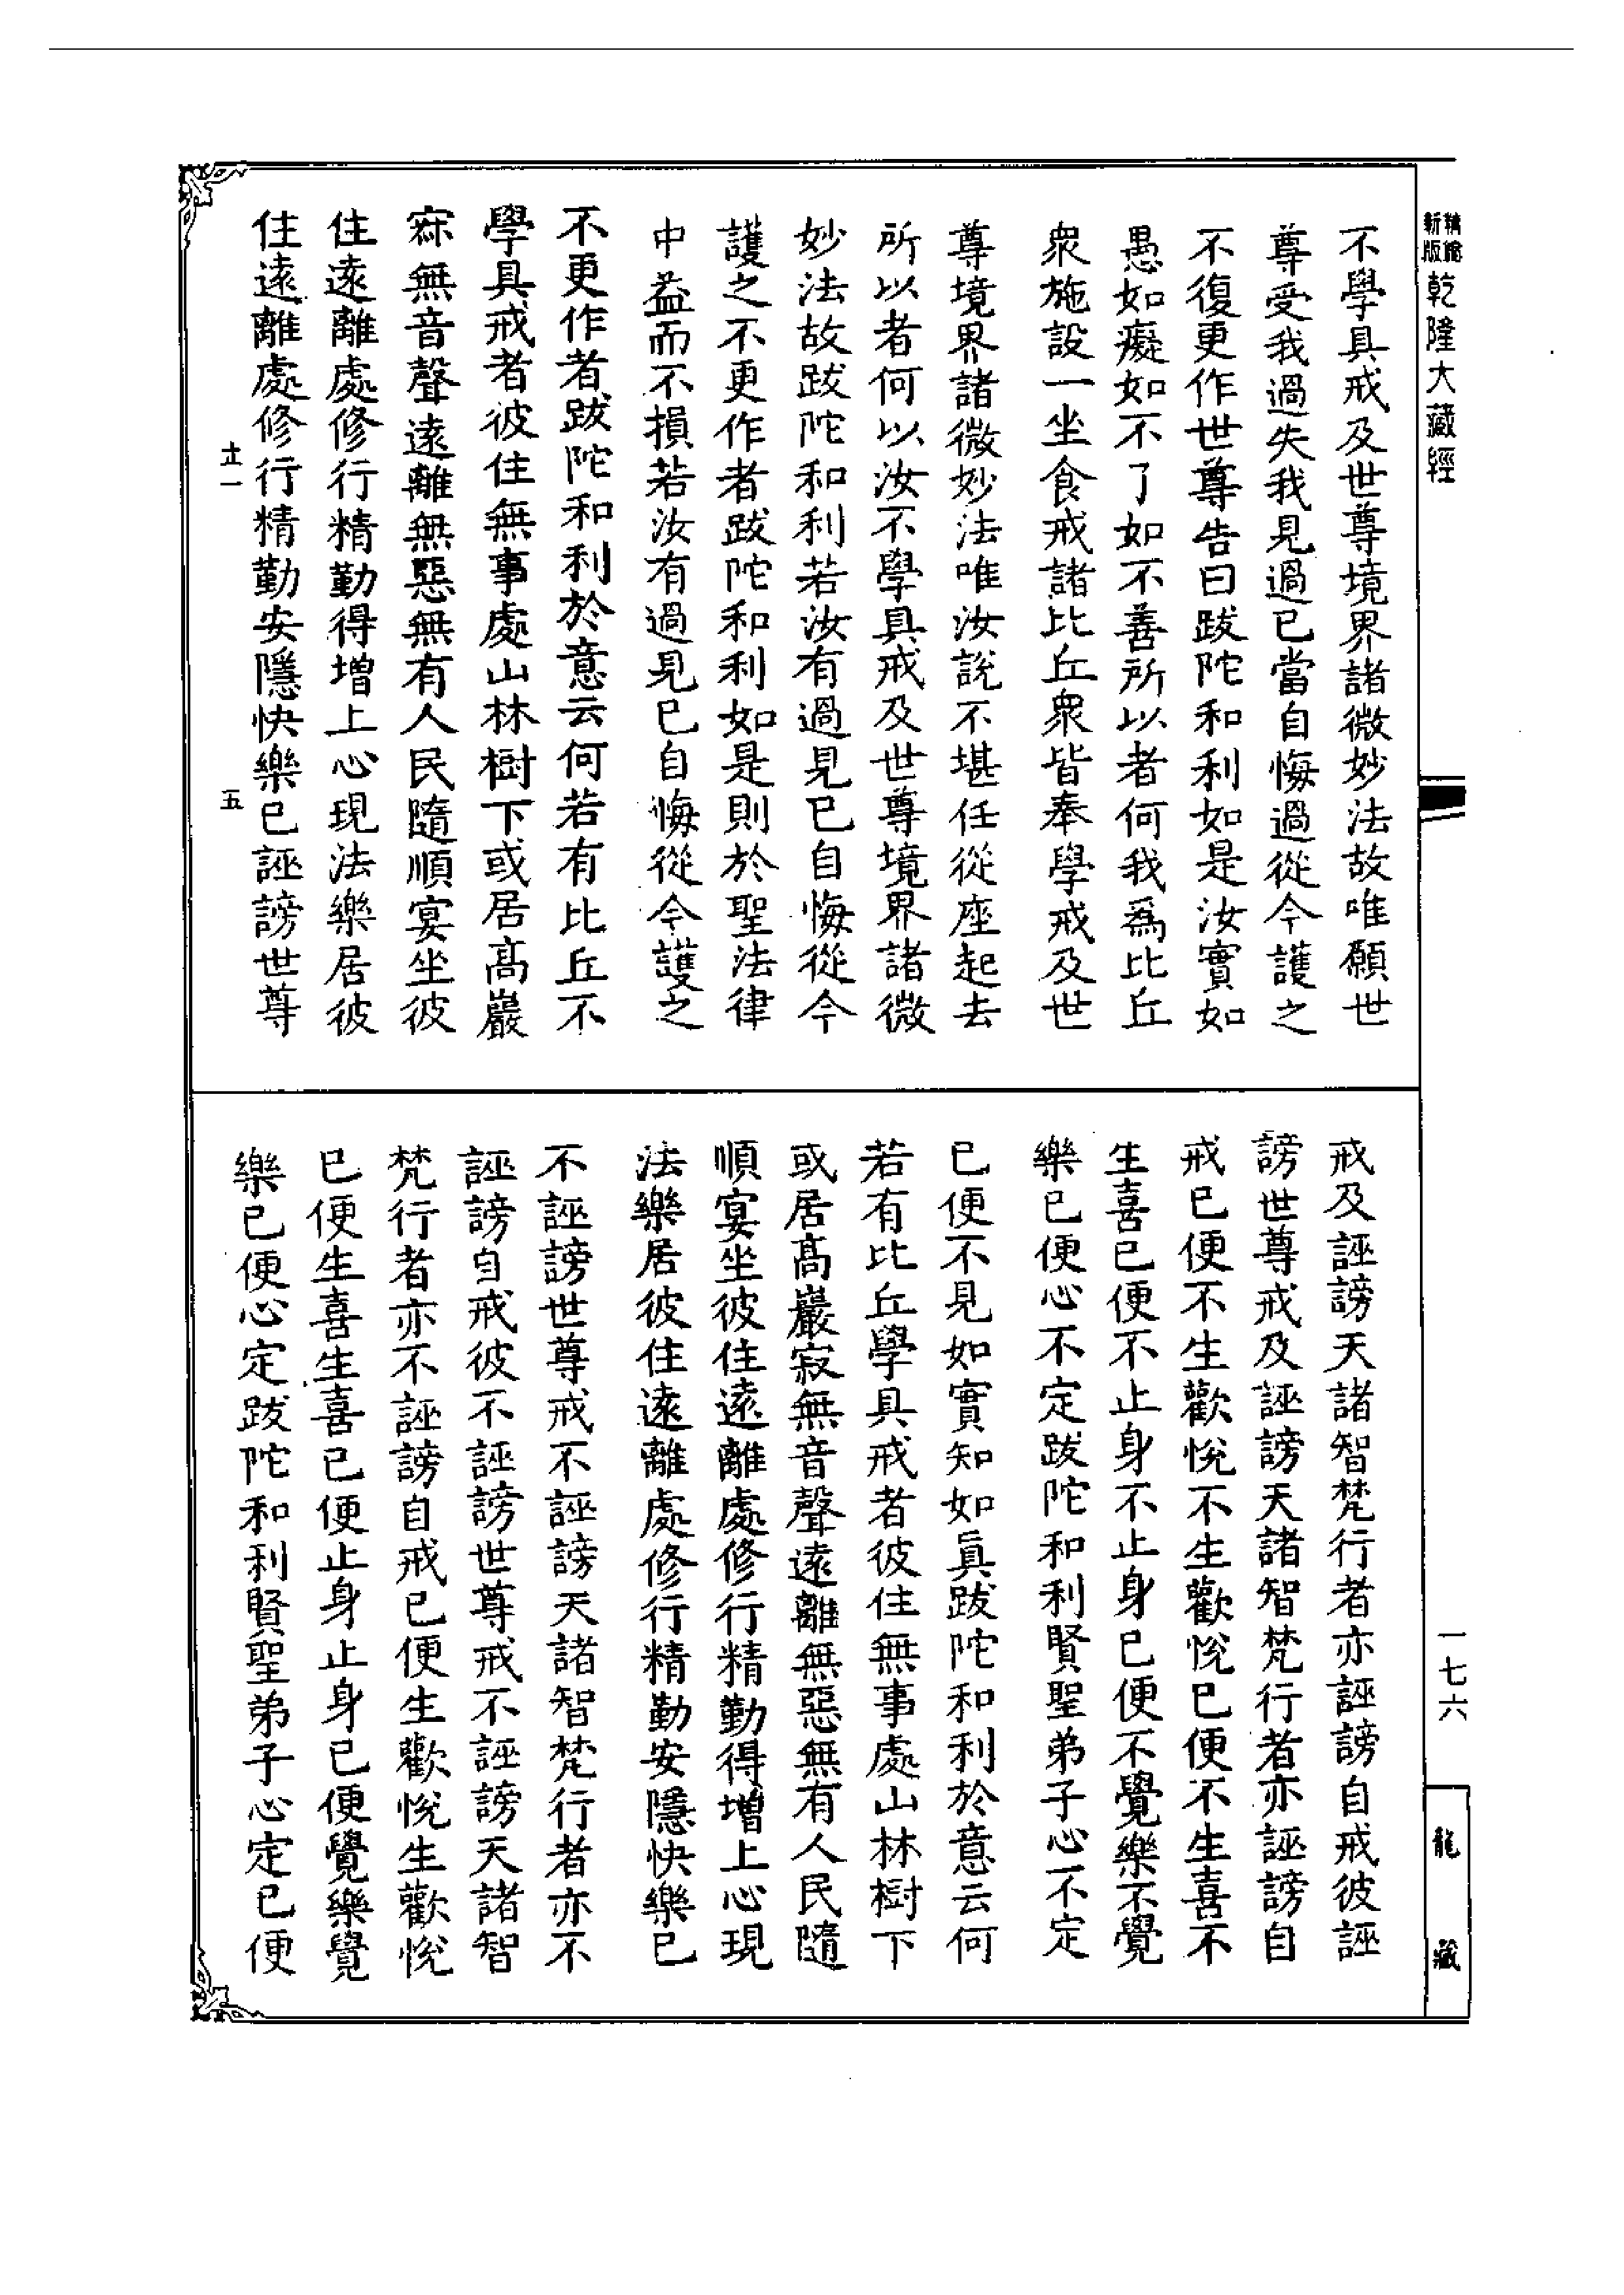 新版
精縮
乾隆大藏經
不學具戒及世尊境界諸微妙法故唯願世
尊受我過失我見過已當自悔過從今護之
不復更作世尊告曰跋陀和利如是汝實如
愚如癡如不了如不善所以者何我為比丘
衆施設一坐食戒諸比丘衆皆奉學戒及世
尊境界諸微妙法唯汝說不堪任從座起去
所以者何以汝不學具戒及世尊境界諸微
妙法故跋陀和利若汝有過見已自悔從今
護之不更作者跋陀和利如是則於聖法律
中益而不損若汝有過見已自悔從今護之
不更作者跋陀和利於意云何若有比丘不
學具戒者彼住無事處山林樹下或居高巖
寂無音聲遠離無惡無有人民隨順宴坐彼
住遠離處修行精勤得增上心現法樂居彼
住遠離處修行精勤安隱快樂已誣謗世尊
五
戒及誣謗天諸智梵行者亦誣謗自戒彼誣
謗世尊戒及誣謗天諸智梵行者亦誣謗自
戒已便不生歡悅不生歡悅已便不生喜不
生喜已便不止身不止身已便不覺樂不覺
樂已便心不定跋陀和利賢聖弟子心不定
已便不見如實知如眞跋陀和利於意云何
若有比丘學具戒者彼住無事處山林樹下
或居高巖寂無音聲遠離無惡無有人民隨
順宴坐彼住遠離處修行精勤得增上心現
法樂居彼住遠離處修行精勤安隱快樂已
不誣謗世尊戒不誣謗天諸智梵行者亦不
誣謗自戒彼不誣謗世尊戒不誣謗天諸智
梵行者亦不誣謗自戒已便生歡悅生歡悅
已便生喜生喜已便止身止身已便覺樂覺
樂已便心定跋陀和利賢聖弟子心定已便
一七六
龍藏